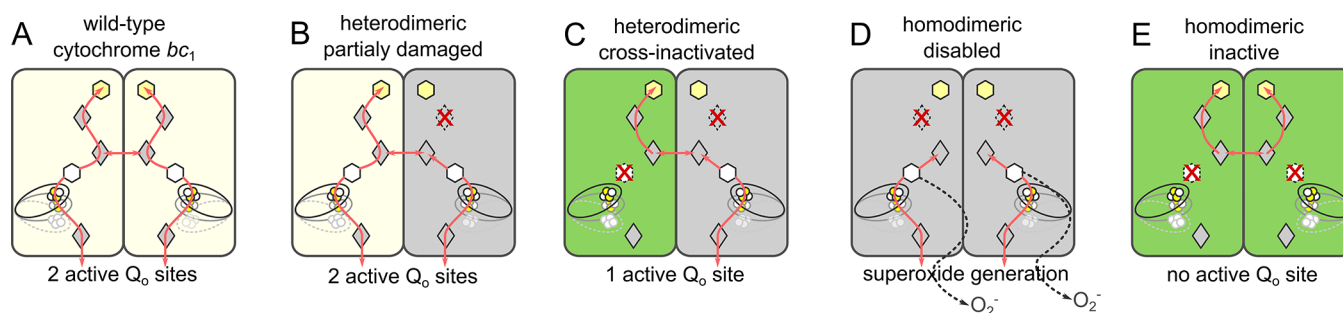 A
wild-type
cytochrome bc1
2 active Qo sites
B
heterodimeric
partialy damaged
2 active Qo sites
C
heterodimeric
cross-inactivated
1 active Qo site
D
homodimeric
disabled
superoxide generation
O2-
O2-
E
homodimeric
inactive
no active Qo site